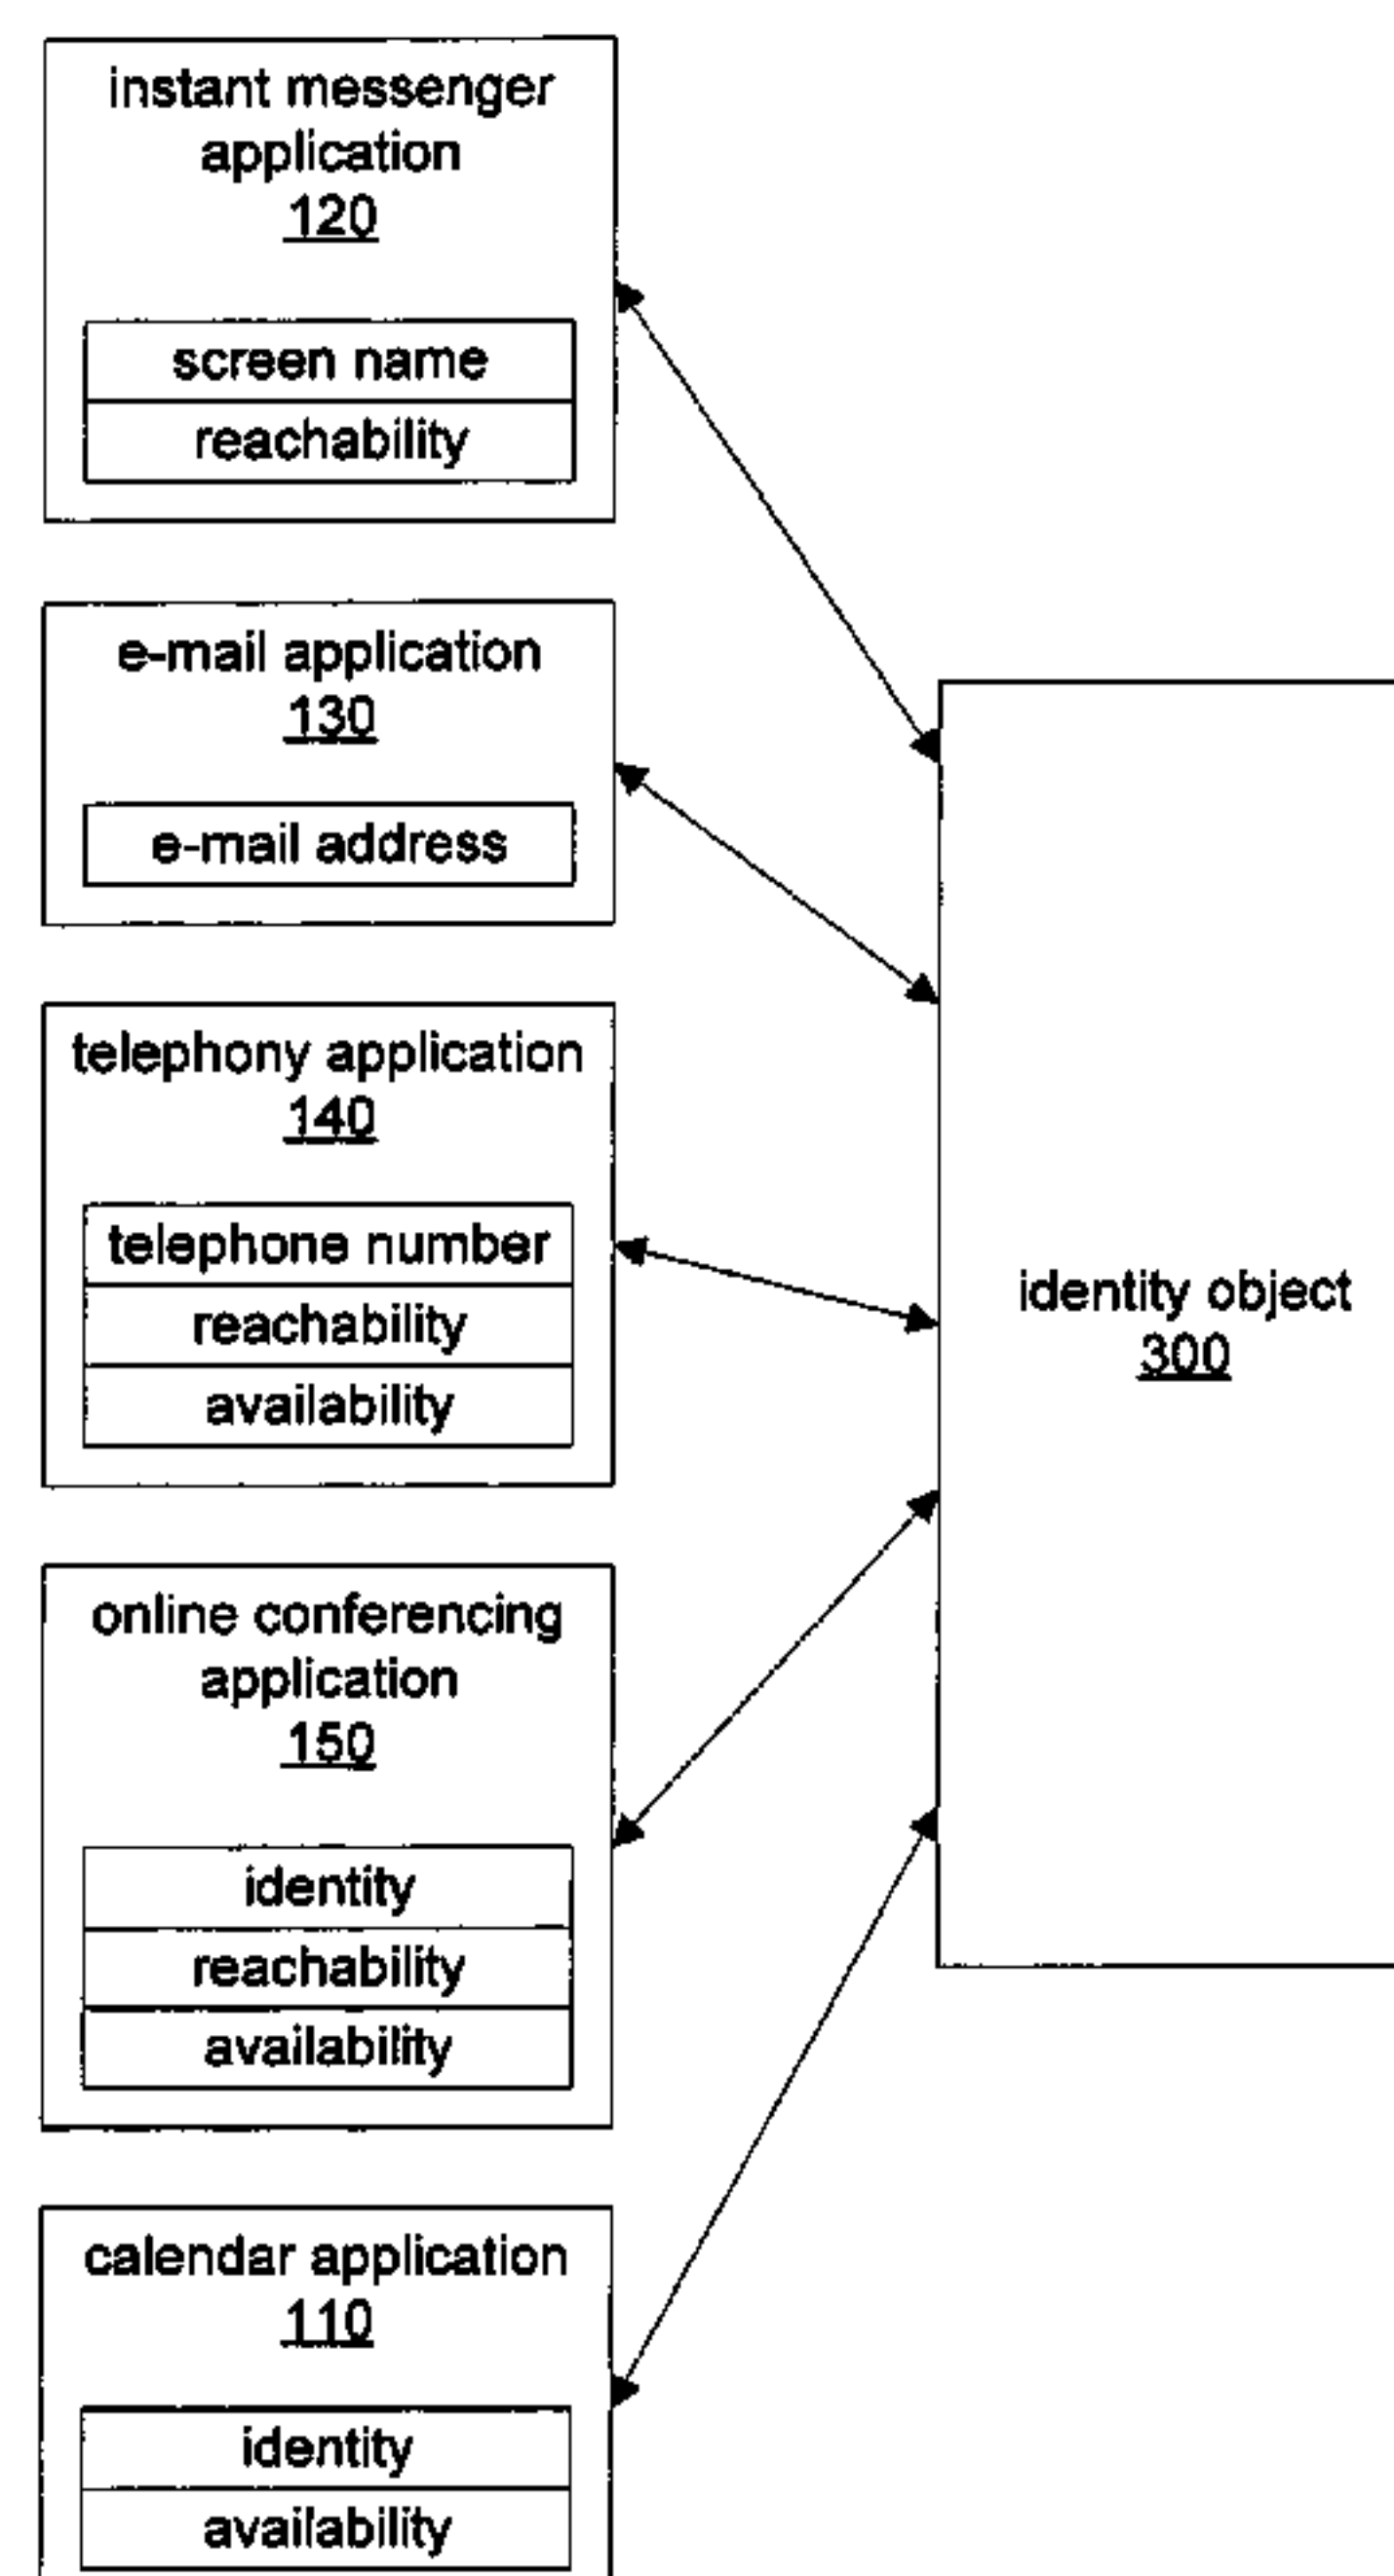 instant messenger
application
120
screen name
reachability
e-mail application
130
e-mail address
telephony application
140
telephone number
reachability
availability
online conferencing
application
150
identity
reachability
availability
calendar application
110
identity
availability
identity object
300